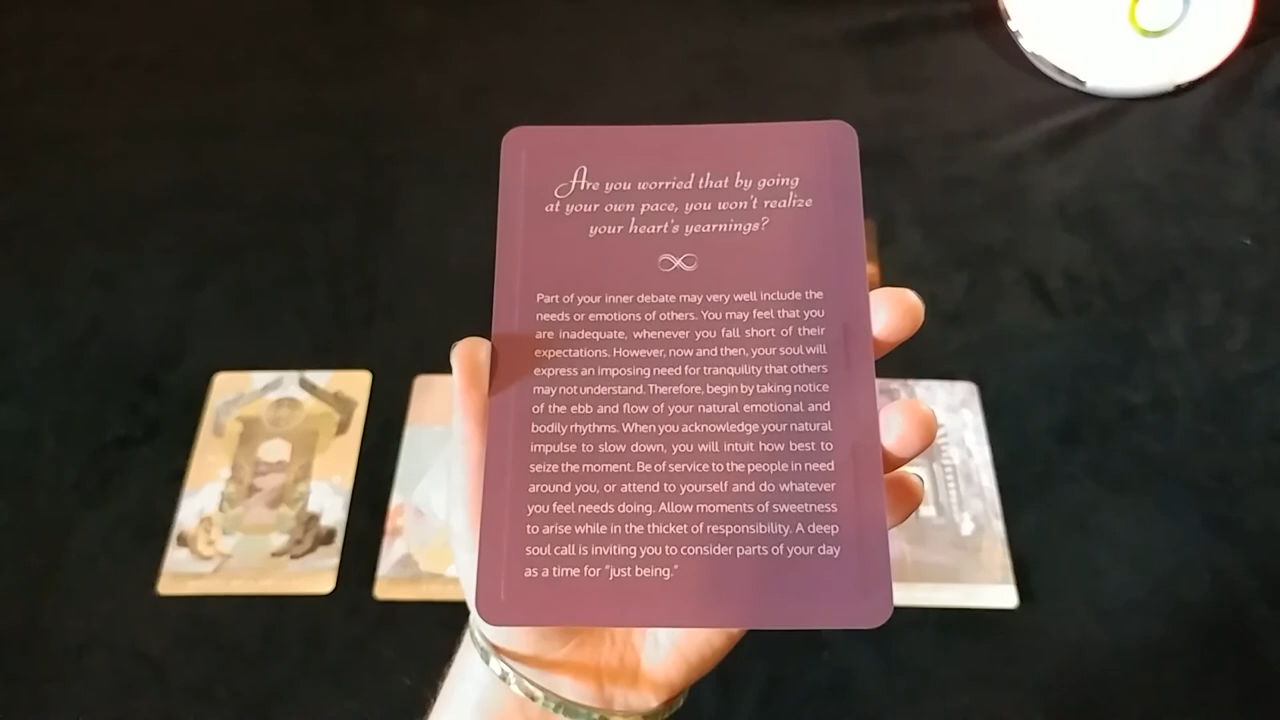 Are you worried that by going
at your own pace, you won't realize
your heart's yearnings?
Part of your inner debate may very well include the
needs or emotions of others. You may feel that you
are inadequate, whenever you fall short of their
expectations. However, now and then, your soul will
express an imposing need for tranquility that others
may not understand. Therefore, begin by taking notice
of the ebb and flow of your natural emotional and
bodily rhythms. When you acknowledge your natural
impulse to slow down, you will intuit how best to
seize the moment. Be of service to the people in need
around you, or attend to yourself and do whatever
you feel needs doing. Allow moments of sweetness
to arise while in the thicket of responsibility. A deep
soul call is inviting you to consider parts of your day
as a time for "just being."